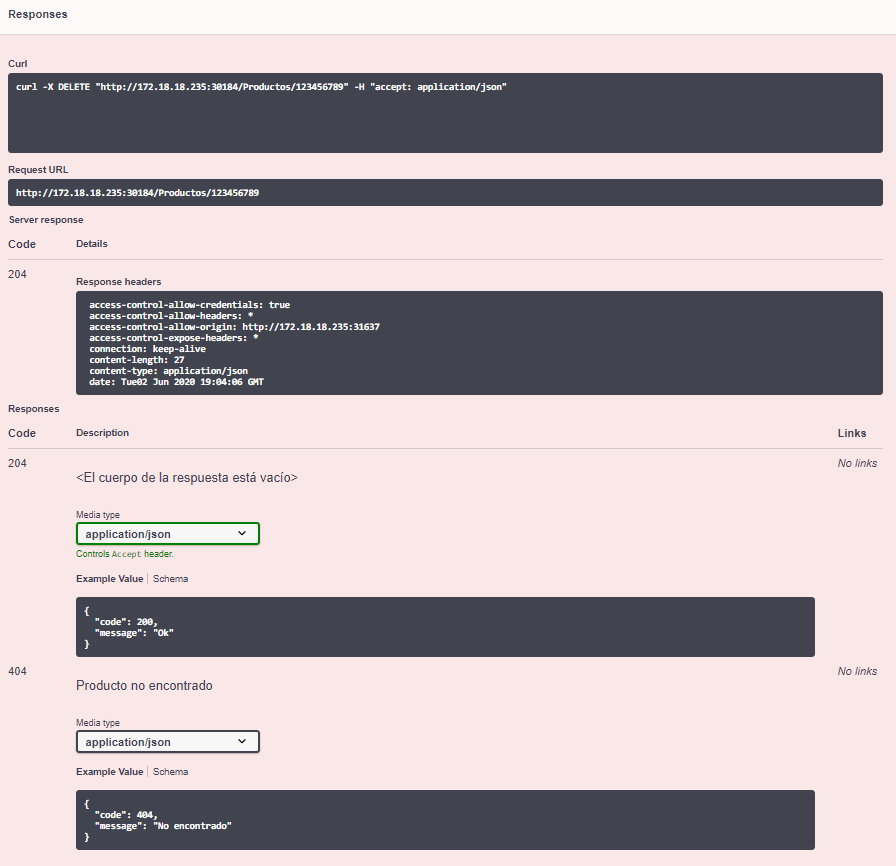 Responses
Curl
curl -X DELETE "http://172.18.18.235:30184/Productos/123456789" -H "accept: application/json"
Request URL
http://172.18.18.235:30184/Productos/123456789
Server response
Code Details
204
Response headers
access-control-allow-credentials: true
access-control-allow-headers: *
access-control-allow-origin: http://172.18.18.235:31637
access-control-expose-headers: *
connection: keep-alive
content-length: 27
content-type: application/json
date: Tue02 Jun 2020 19:04:06 GMT
Responses
Code Description Links
204 No links
<El cuerpo de la respuesta está vacío>
Media type
application/json
Controls Accept header.
Example Value | Schema
{
"code": 200,
"message": "Ok"
}
404 No links
Producto no encontrado
Media type
application/json
Example Value | Schema
{
"code": 404,
"message": "No encontrado"
}